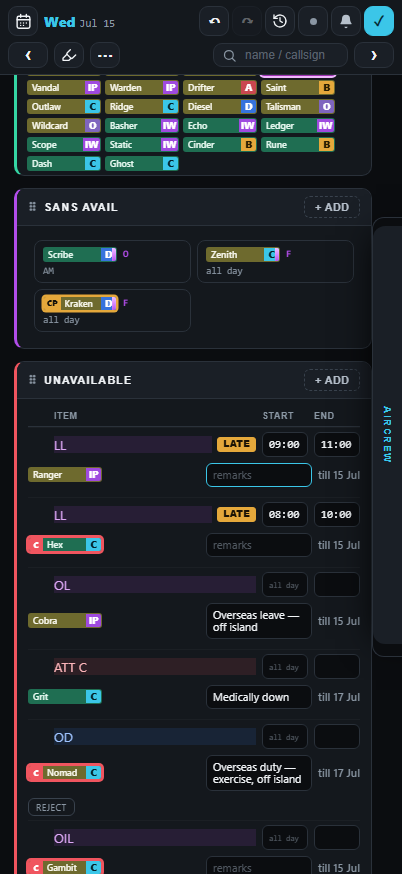 Wed Jul 15
name / callsign
Vandal IP Warden IP Drifter A Saint B
Outlaw C Ridge C Diesel D Talisman O
Wildcard O Basher IW Echo IW Ledger IW
Scope IW Static IW Cinder B Rune B
Dash C Ghost C
SANS AVAIL + ADD
Scribe D O Zenith C F
AM all day
CP Kraken D F
all day
UNAVAILABLE + ADD
ITEM START END
LL LATE 09:00 11:00
Ranger IP remarks till 15 Jul
LL LATE 08:00 10:00
c Hex C remarks till 15 Jul
OL all day
Cobra IP Overseas leave —
off island till 15 Jul
ATT C all day
Grit C Medically down till 17 Jul
OD all day
c Nomad C Overseas duty —
exercise, off island till 17 Jul
REJECT
OIL all day
c Gambit C remarks till 15 Jul
AIRCREW